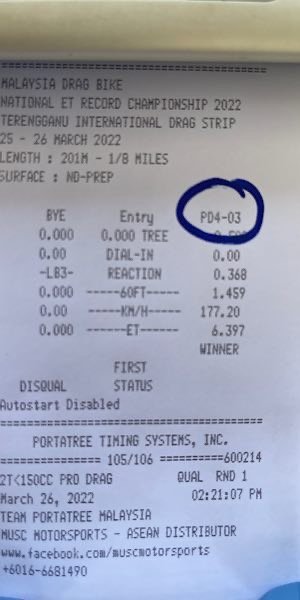 MALAYSIA DRAG BIKE
NATIONAL ET RECORD CHAMPIONSHIP 2022
TERENGGANU INTERNATIONAL DRAG STRIP
25 - 26 MARCH 2022
LENGTH : 201M - 1/8 MILES
SURFACE : NO-PREP
BYE Entry PD4-03
0.000 0.000 TREE 0.500
0.00 DIAL-IN 0.00
-LB3- REACTION 0.368
0.000 -----60FT----- 1.459
0.00 -----KM/H----- 177.20
0.000 ------ET------ 6.397
WINNER
FIRST
DISQUAL STATUS
Autostart Disabled
PORTATREE TIMING SYSTEMS, INC.
============== 105/106 ==========600214
2T<150CC PRO DRAG QUAL RND 1
March 26, 2022 02:21:07 PM
TEAM PORTATREE MALAYSIA
MUSC MOTORSPORTS - ASEAN DISTRIBUTOR
www.facebook.com/muscmotorsports
+6016-6681490